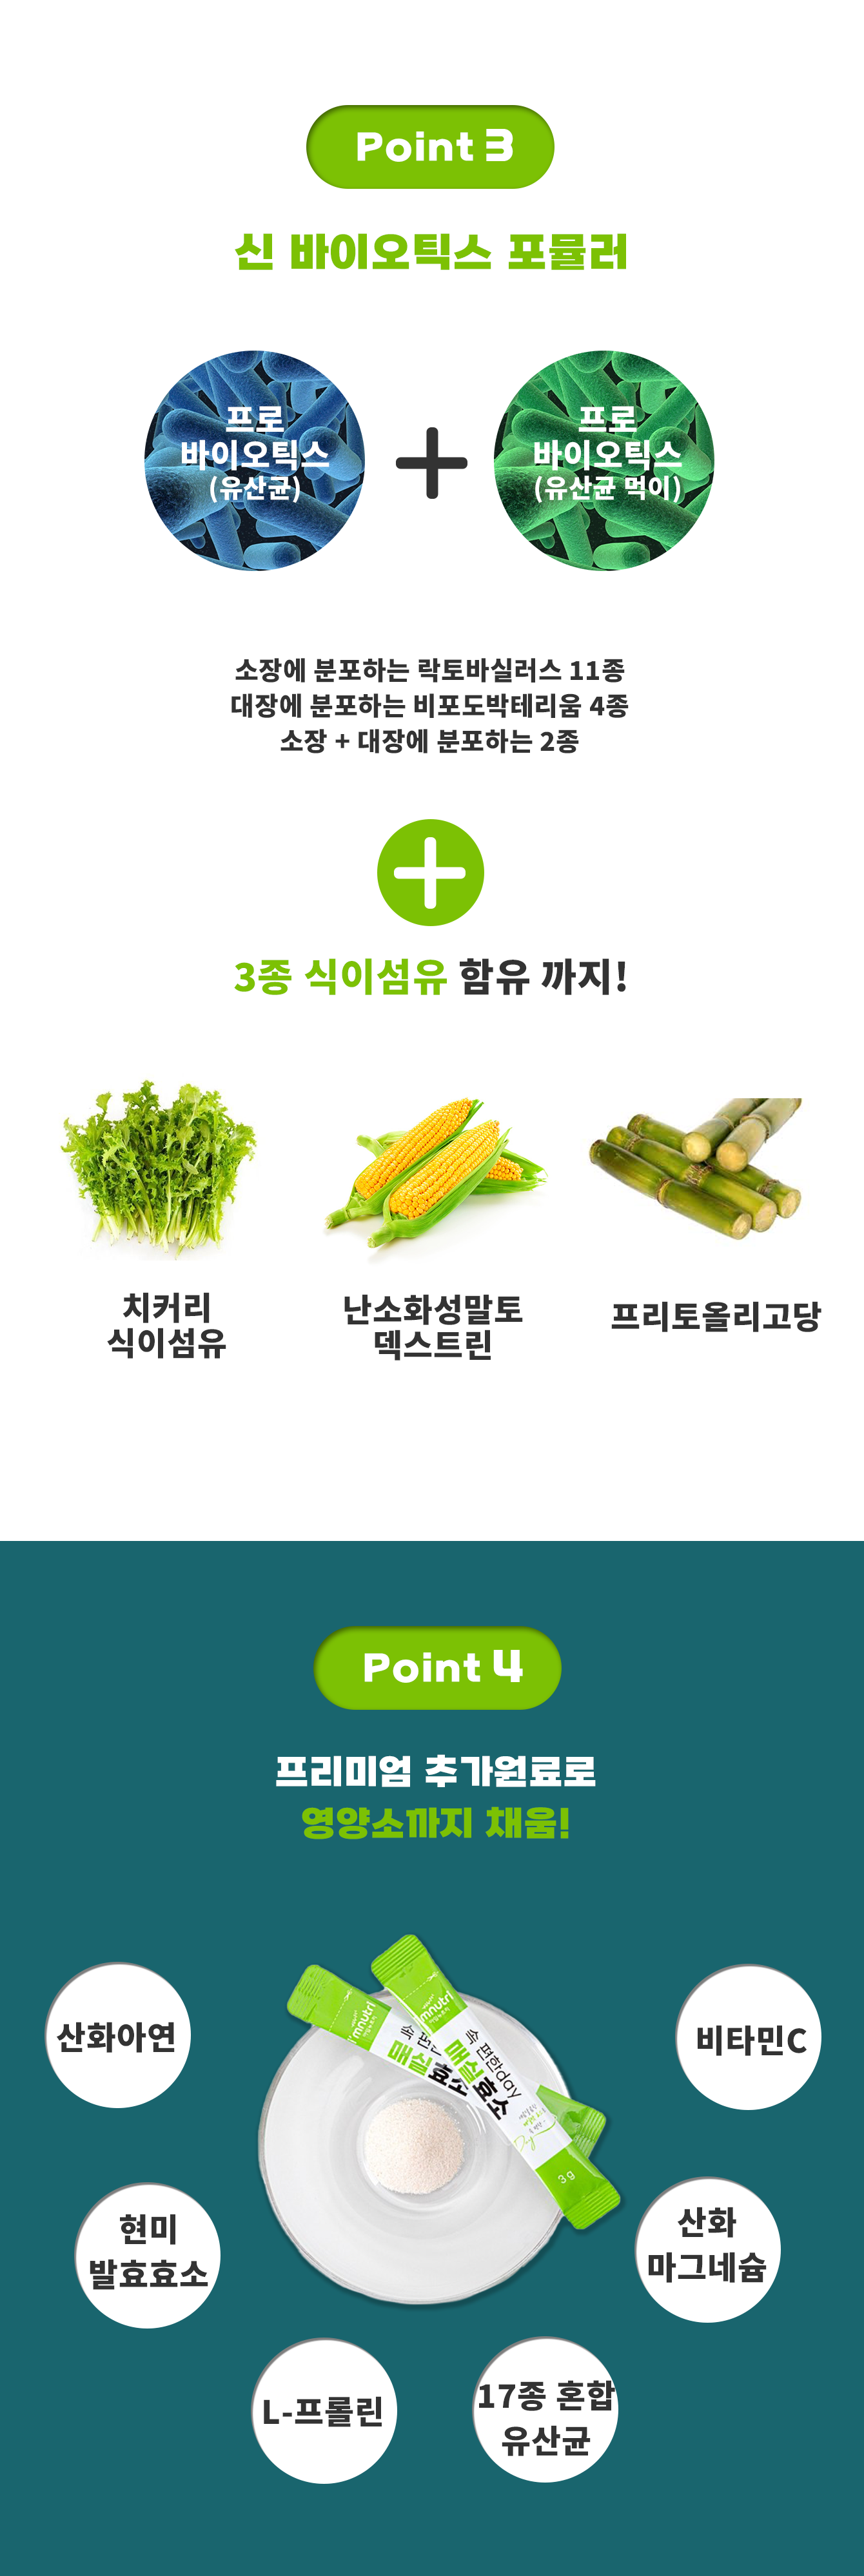 Point 3
신 바이오틱스 포뮬러
프로
바이오틱스
(유산균)
프로
바이오틱스
(유산균 먹이)
소장에 분포하는 락토바실러스 11종
대장에 분포하는 비포도박테리움 4종
소장 + 대장에 분포하는 2종
3종 식이섬유 함유 까지!
치커리
식이섬유
난소화성말토
덱스트린
프리토올리고당
Point 4
프리미엄 추가원료로
영양소까지 채움!
산화아연
비타민C
mnutri
속 편한
매실효소
mnutri
속 편한day
매실효소
Day
3 g
현미
발효효소
산화
마그네슘
L-프롤린
17종 혼합
유산균